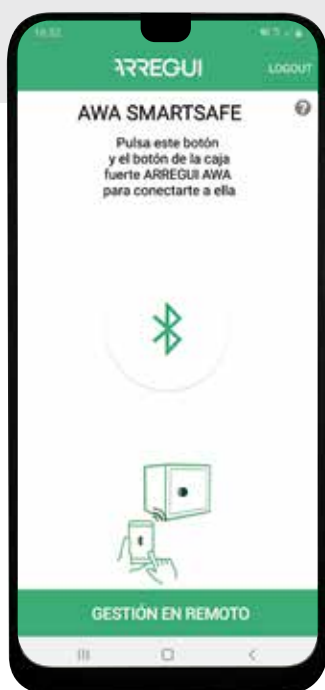 ARREGUI
LOGOUT
AWA SMARTSAFE
Pulsa este botón
y el botón de la caja
fuerte ARREGUI AWA
para conectarte a ella
GESTIÓN EN REMOTO